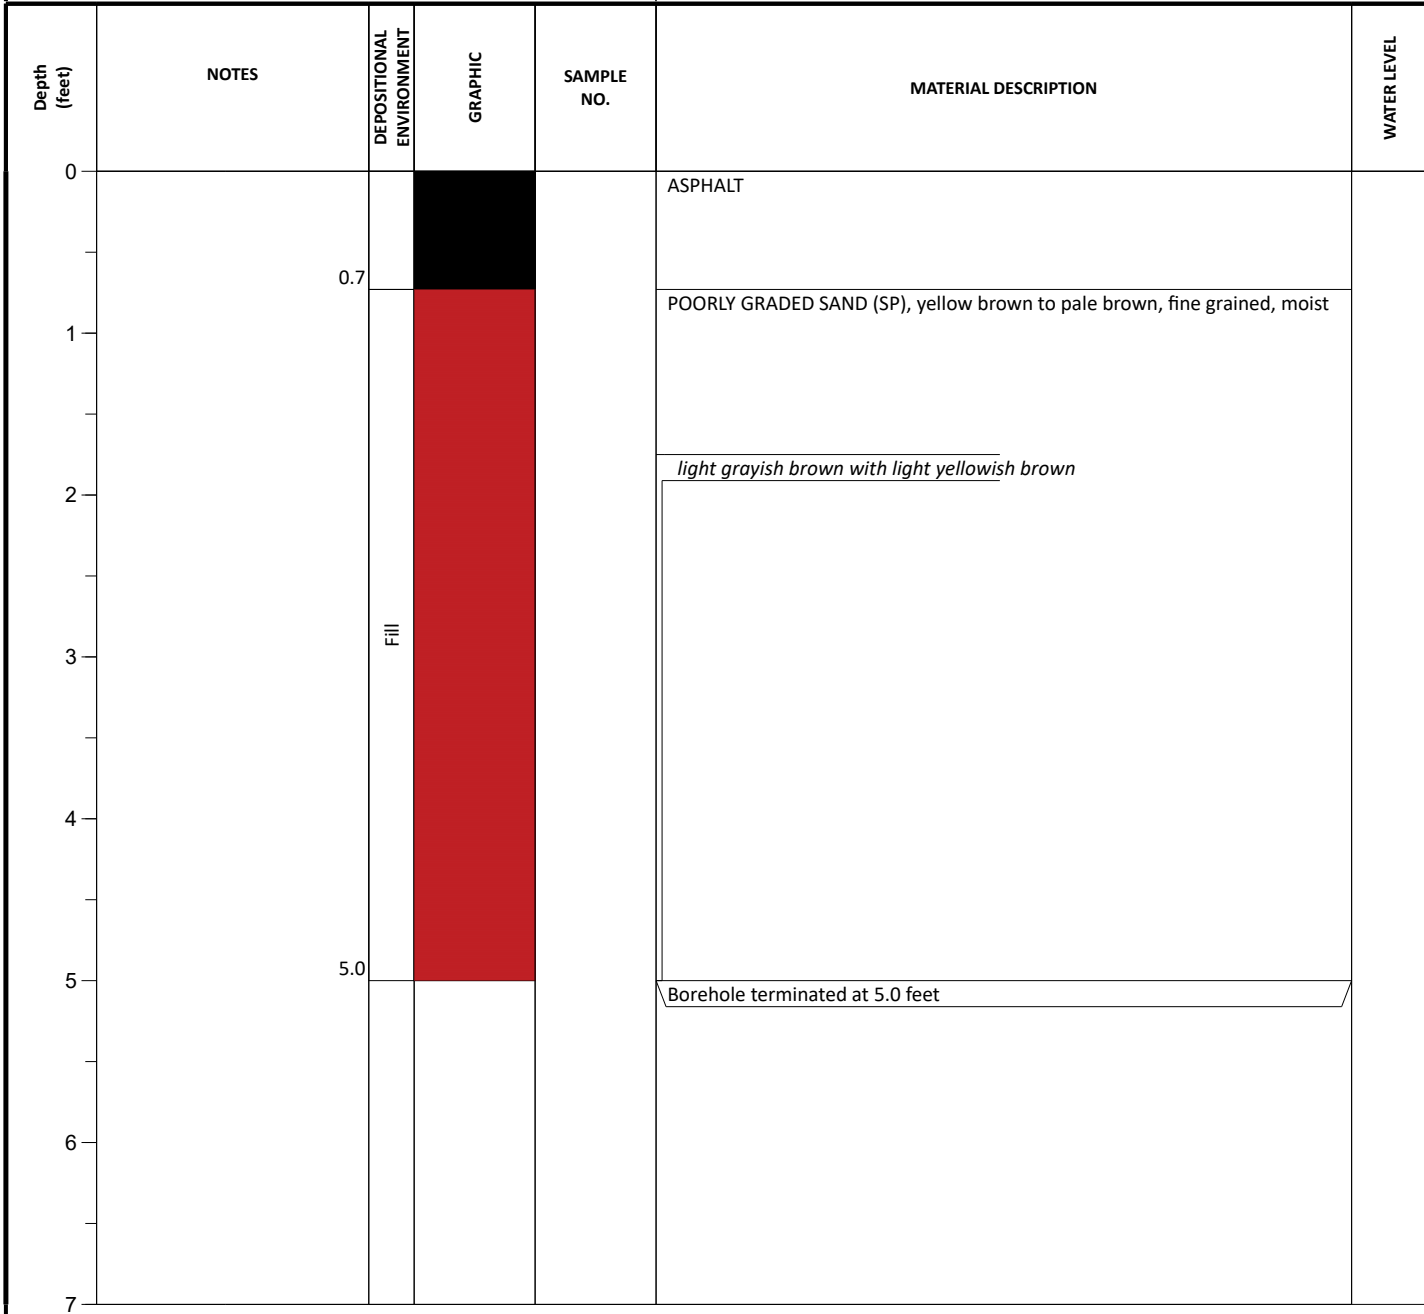 Depth
(feet)
NOTES
DEPOSITIONAL
ENVIRONMENT
GRAPHIC
SAMPLE
NO.
MATERIAL DESCRIPTION
WATER LEVEL
0
ASPHALT
0.7
POORLY GRADED SAND (SP), yellow brown to pale brown, fine grained, moist
1
light grayish brown with light yellowish brown
2
Fill
3
4
5.0
5
Borehole terminated at 5.0 feet
6
7